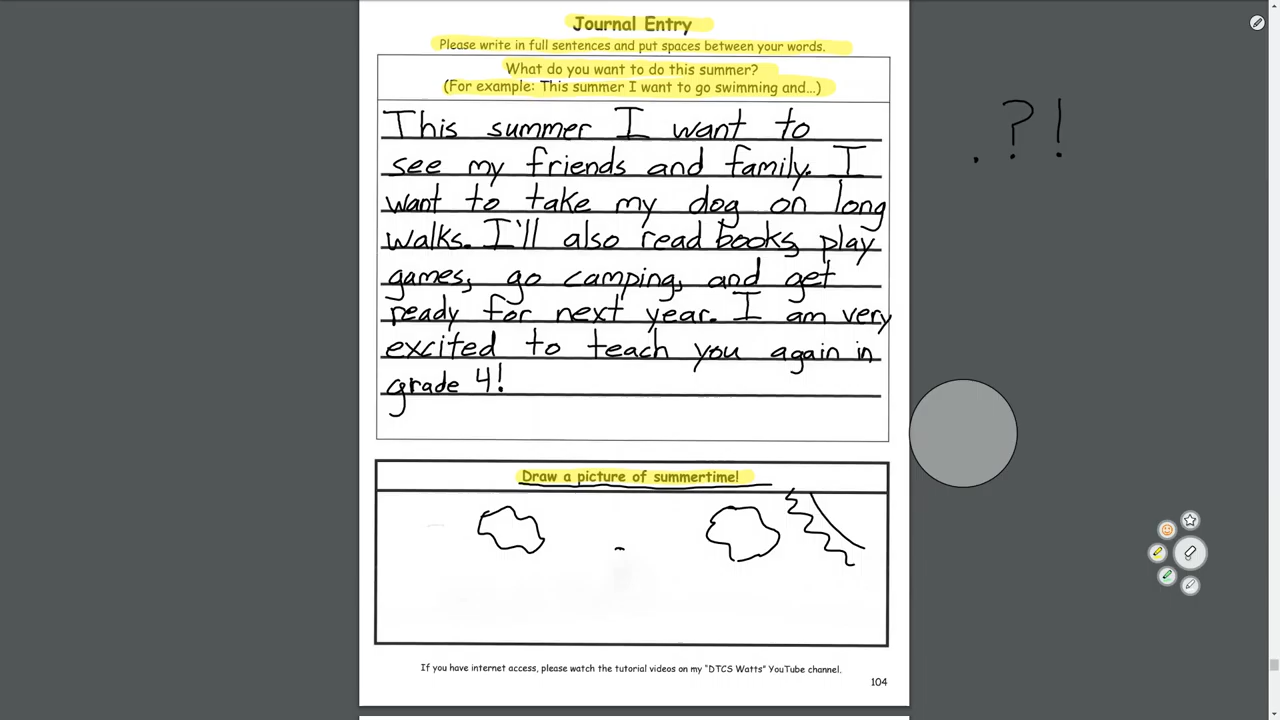 Journal Entry
Please write in full sentences and put spaces between your words.
What do you want to do this summer?
(For example: This summer I want to go swimming and...)
. ? !
This summer I want to
see my friends and family. I
want to take my dog on long
walks. I'll also read books, play
games, go camping, and get
ready for next year. I am very
excited to teach you again in
grade 4!
Draw a picture of summertime!
If you have internet access, please watch the tutorial videos on my "DTCS Watts" YouTube channel.
104